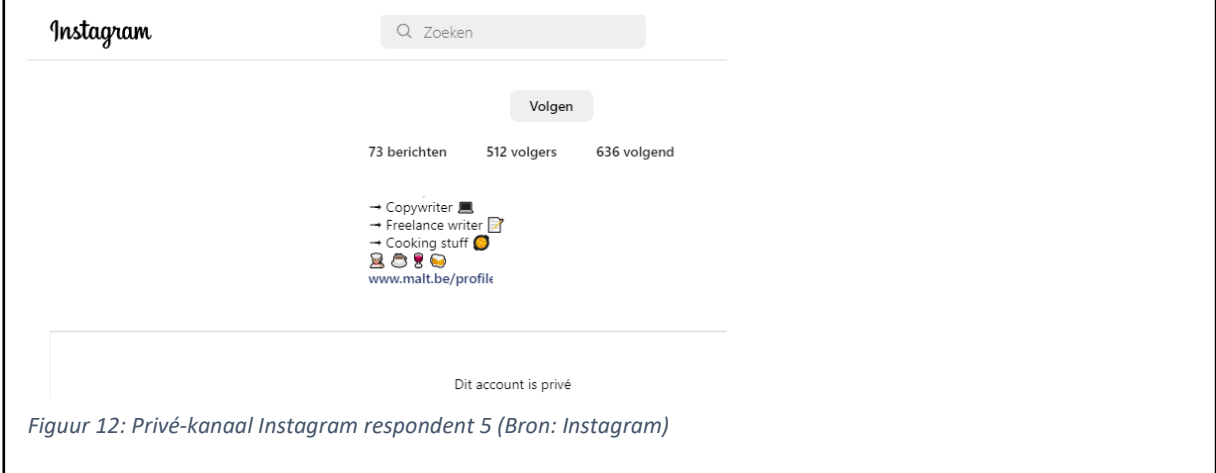 Instagram
Zoeken
Volgen
73 berichten 512 volgers 636 volgend
→ Copywriter 💻
→ Freelance writer 📝
→ Cooking stuff 🥘
👨‍🍳 ☕ 🍷 🍻
www.malt.be/profile
Dit account is privé
Figuur 12: Privé-kanaal Instagram respondent 5 (Bron: Instagram)